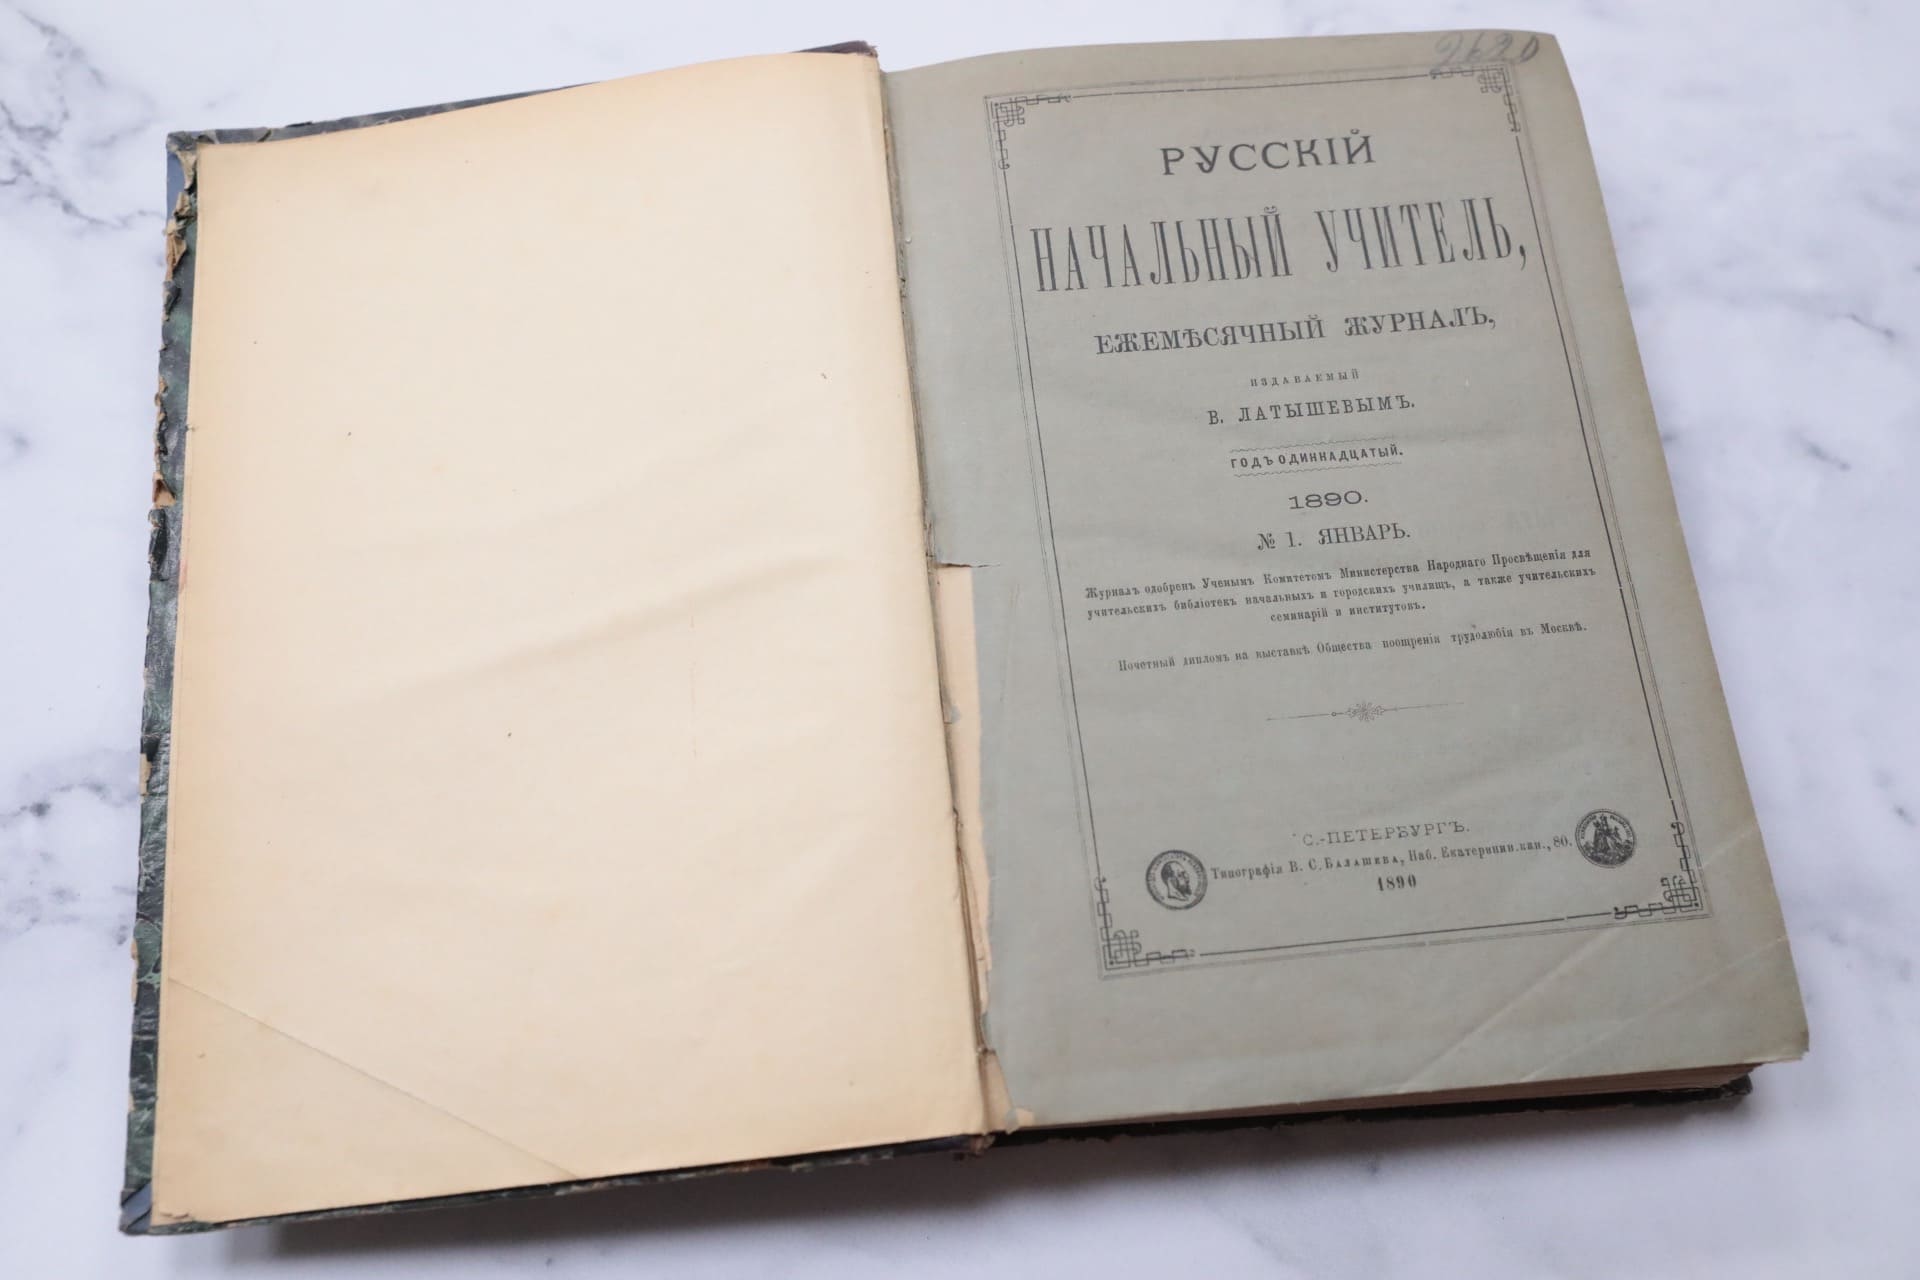 РУССКІЙ
НАЧАЛЬНЫЙ УЧИТЕЛЬ,
ЕЖЕМѢСЯЧНЫЙ ЖУРНАЛЪ,
ИЗДАВАЕМЫЙ
В. ЛАТЫШЕВЫМЪ.
ГОДЪ ОДИННАДЦАТЫЙ.
1890.
№ 1. ЯНВАРЬ.
Журналъ одобренъ Ученымъ Комитетомъ Министерства Народнаго Просвѣщенія для
учительскихъ библіотекъ начальныхъ и городскихъ училищъ, а также учительскихъ
семинарій и институтовъ.
Почетный дипломъ на выставкѣ Общества поощренія трудолюбія въ Москвѣ.
С.-ПЕТЕРБУРГЪ.
Типографія В. С. БАЛАШЕВА, Наб. Екатеринин. кан., 80.
1890